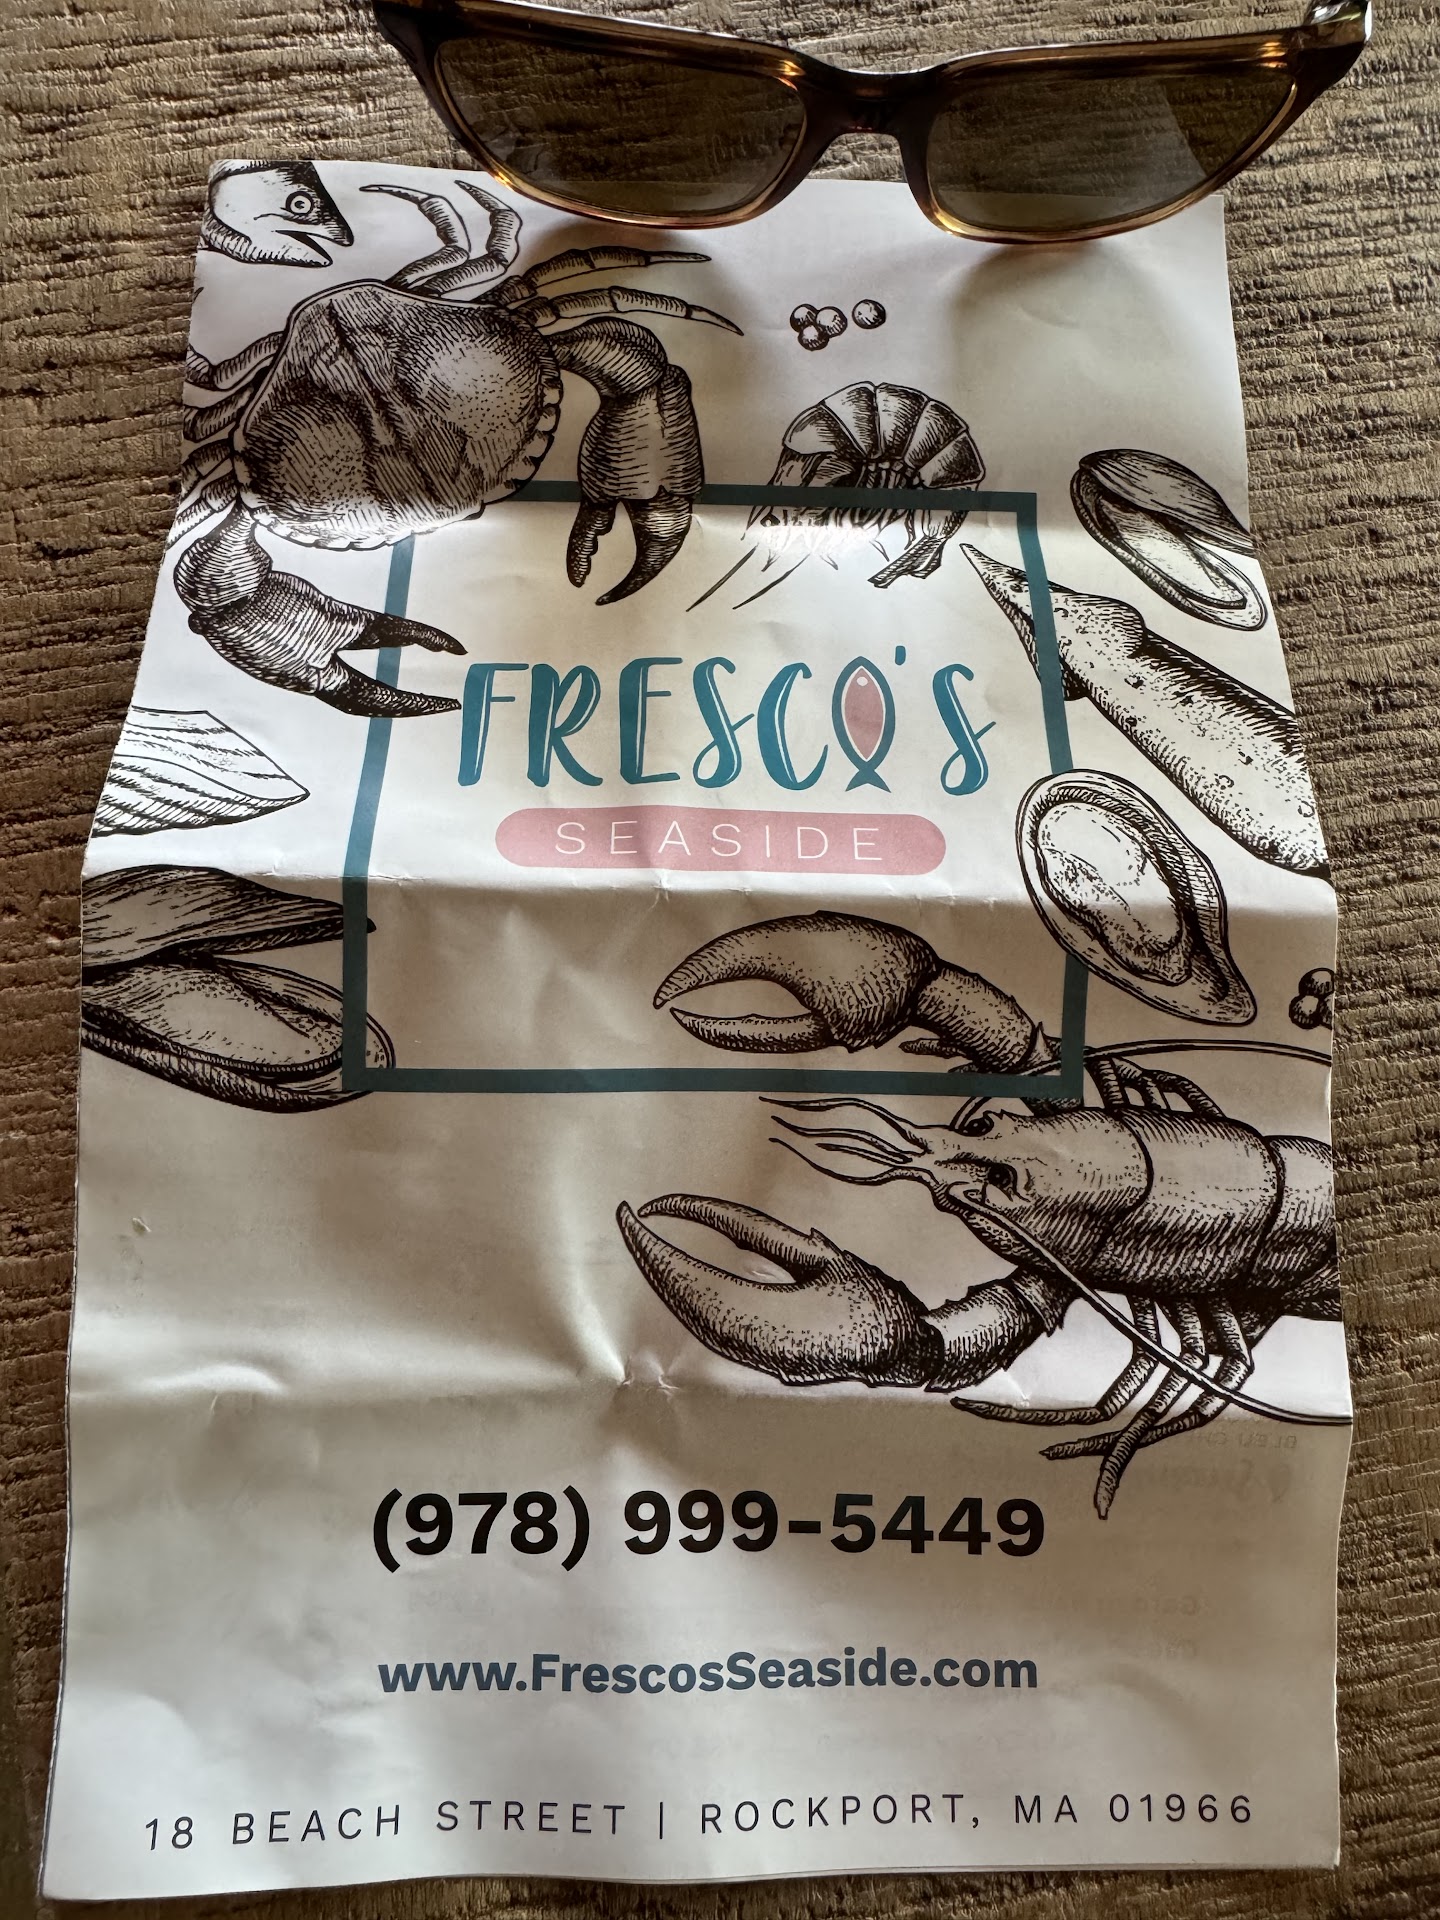 FRESCO'S
SEASIDE
(978) 999-5449
www.FrescosSeaside.com
18 BEACH STREET | ROCKPORT, MA 01966